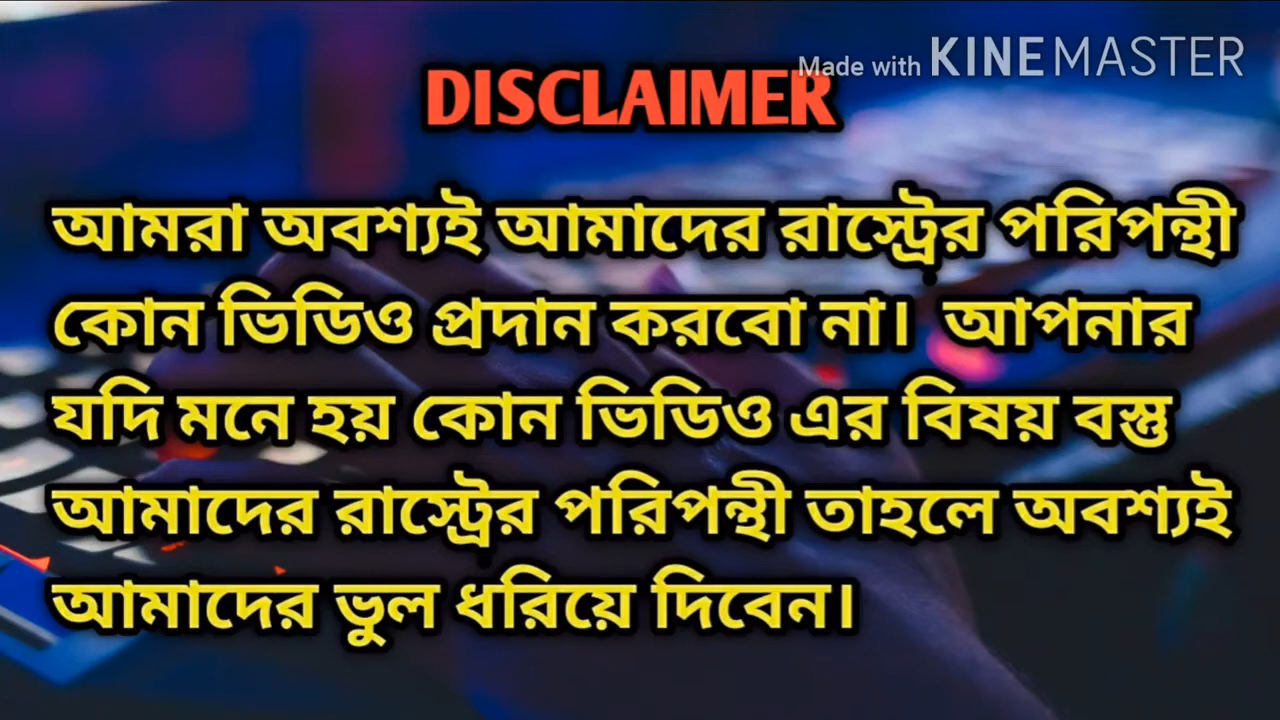 Made with KINEMASTER
DISCLAIMER
আমরা অবশ্যই আমাদের রাস্ট্রের পরিপন্থী
কোন ভিডিও প্রদান করবো না। আপনার
যদি মনে হয় কোন ভিডিও এর বিষয় বস্তু
আমাদের রাস্ট্রের পরিপন্থী তাহলে অবশ্যই
আমাদের ভুল ধরিয়ে দিবেন।